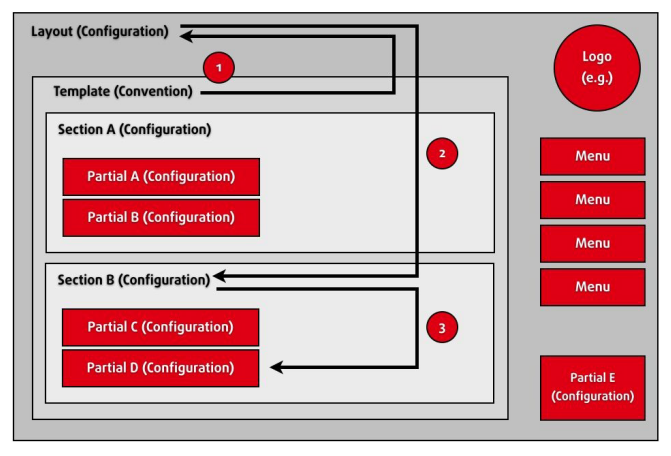 Layout (Configuration)
1
Template (Convention)
Section A (Configuration)
2
Partial A (Configuration)
Partial B (Configuration)
Section B (Configuration)
Partial C (Configuration)
3
Partial D (Configuration)
Logo
(e.g.)
Menu
Menu
Menu
Menu
Partial E
(Configuration)